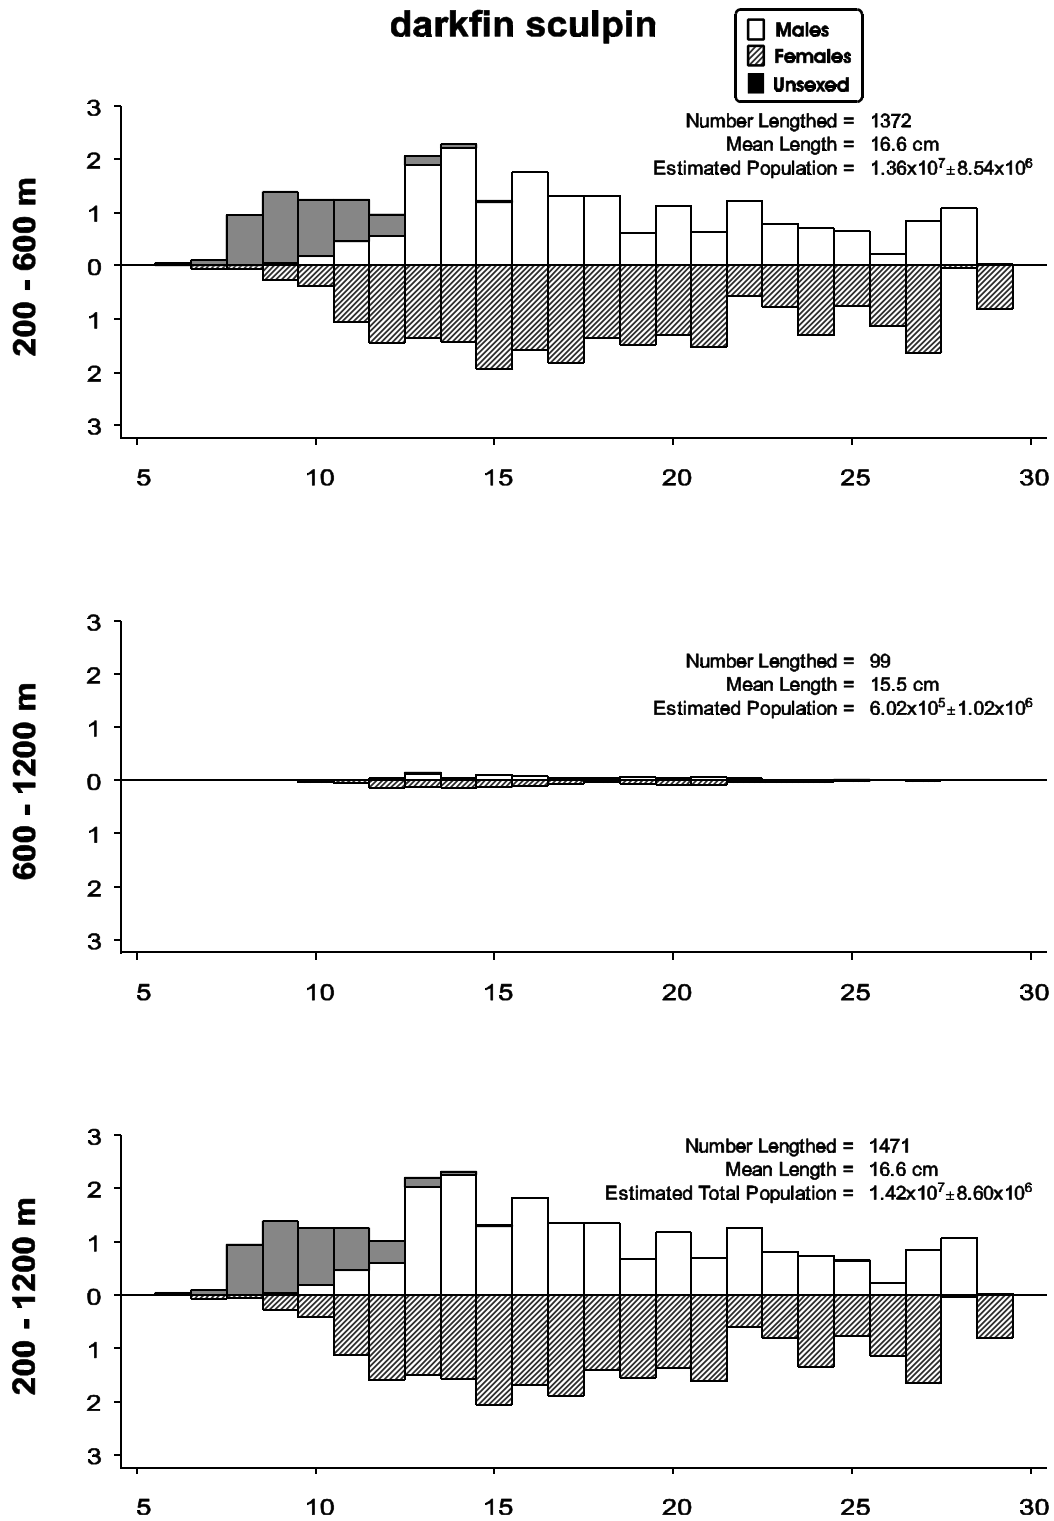 darkfin sculpin
Males
Females
Unsexed
200 - 600 m
Number Lengthed = 1372
Mean Length = 16.6 cm
Estimated Population = 1.36x10⁷±8.54x10⁶
3
2
1
0
1
2
3
5 10 15 20 25 30
600 - 1200 m
Number Lengthed = 99
Mean Length = 15.5 cm
Estimated Population = 6.02x10⁵±1.02x10⁶
3
2
1
0
1
2
3
5 10 15 20 25 30
200 - 1200 m
Number Lengthed = 1471
Mean Length = 16.6 cm
Estimated Total Population = 1.42x10⁷±8.60x10⁶
3
2
1
0
1
2
3
5 10 15 20 25 30